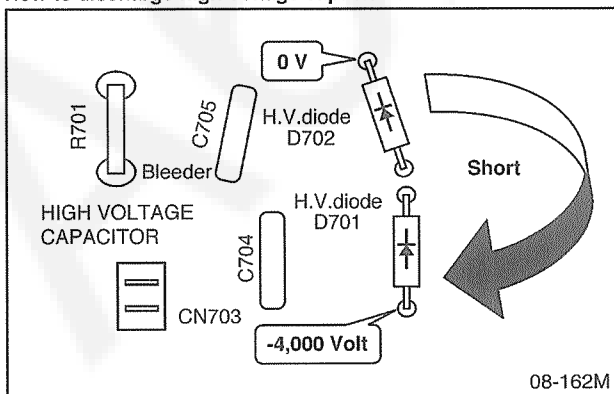 0 V
R701
C705
H.V.diode
D702
Bleeder
Short
HIGH VOLTAGE
CAPACITOR
H.V.diode
D701
C704
CN703
-4,000 Volt
08-162M